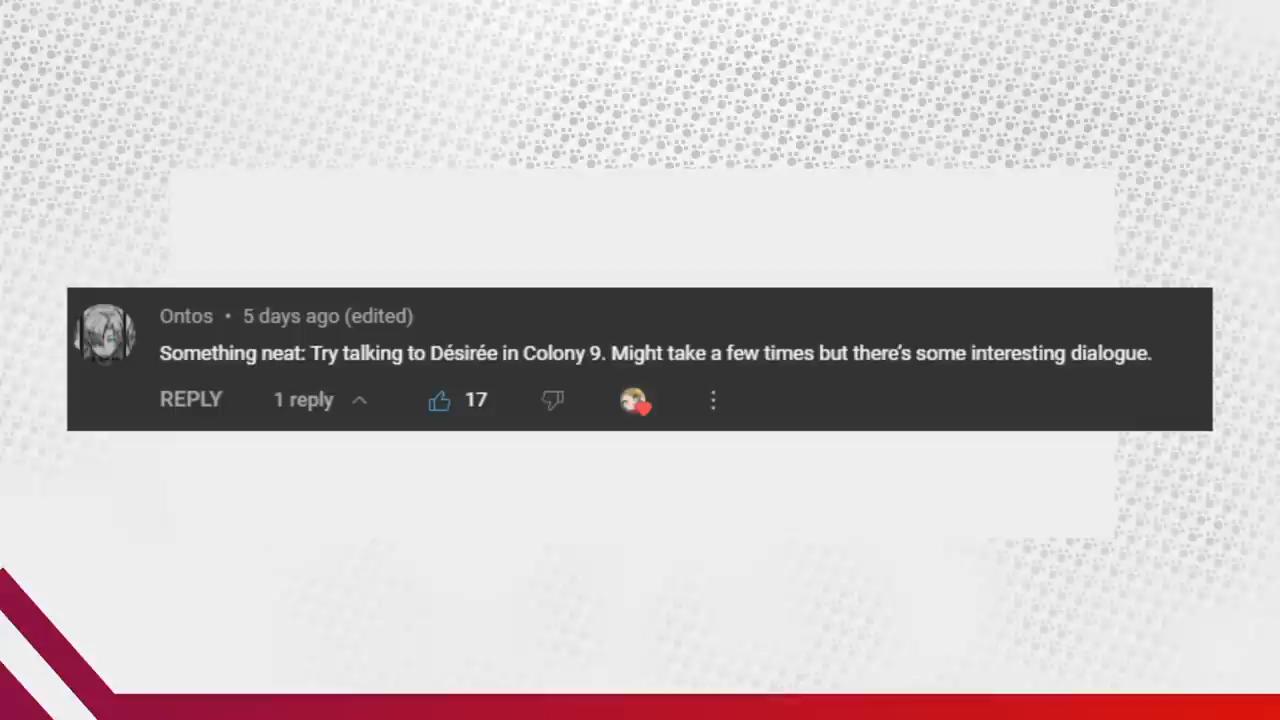 Ontos • 5 days ago (edited)
Something neat: Try talking to Désirée in Colony 9. Might take a few times but there's some interesting dialogue.
REPLY 1 reply 17